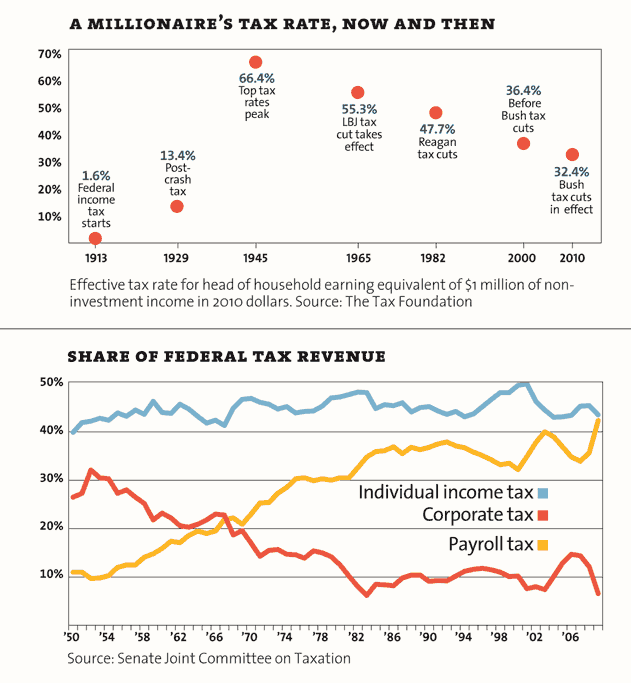 A MILLIONAIRE'S TAX RATE, NOW AND THEN
70%
60%
50%
40%
30%
20%
10%
1.6%
Federal
income
tax
starts
13.4%
Post-
crash
tax
66.4%
Top tax
rates
peak
55.3%
LBJ tax
cut takes
effect
47.7%
Reagan
tax cuts
36.4%
Before
Bush tax
cuts
32.4%
Bush
tax cuts
in effect
1913
1929
1945
1965
1982
2000
2010
Effective tax rate for head of household earning equivalent of $1 million of non-
investment income in 2010 dollars. Source: The Tax Foundation
SHARE OF FEDERAL TAX REVENUE
50%
40%
30%
20%
10%
Individual income tax
Corporate tax
Payroll tax
'50 '54 '58 '62 '66 '70 '74 '78 '82 '86 '90 '94 '98 '02 '06
Source: Senate Joint Committee on Taxation